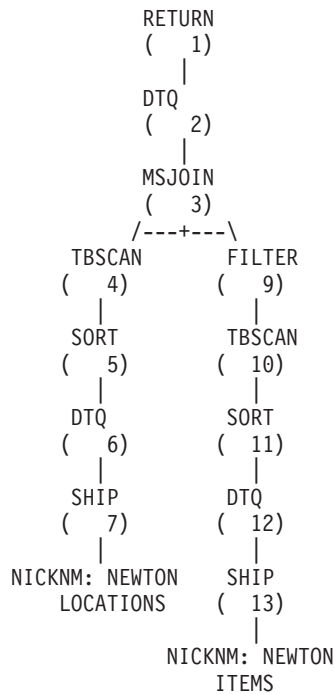 RETURN
( 1)
|
DTQ
( 2)
|
MSJOIN
( 3)
/---+---\
TBSCAN FILTER
( 4) ( 9)
| |
SORT TBSCAN
( 5) ( 10)
| |
DTQ SORT
( 6) ( 11)
| |
SHIP DTQ
( 7) ( 12)
| |
NICKNM: NEWTON SHIP
LOCATIONS ( 13)
|
NICKNM: NEWTON
ITEMS